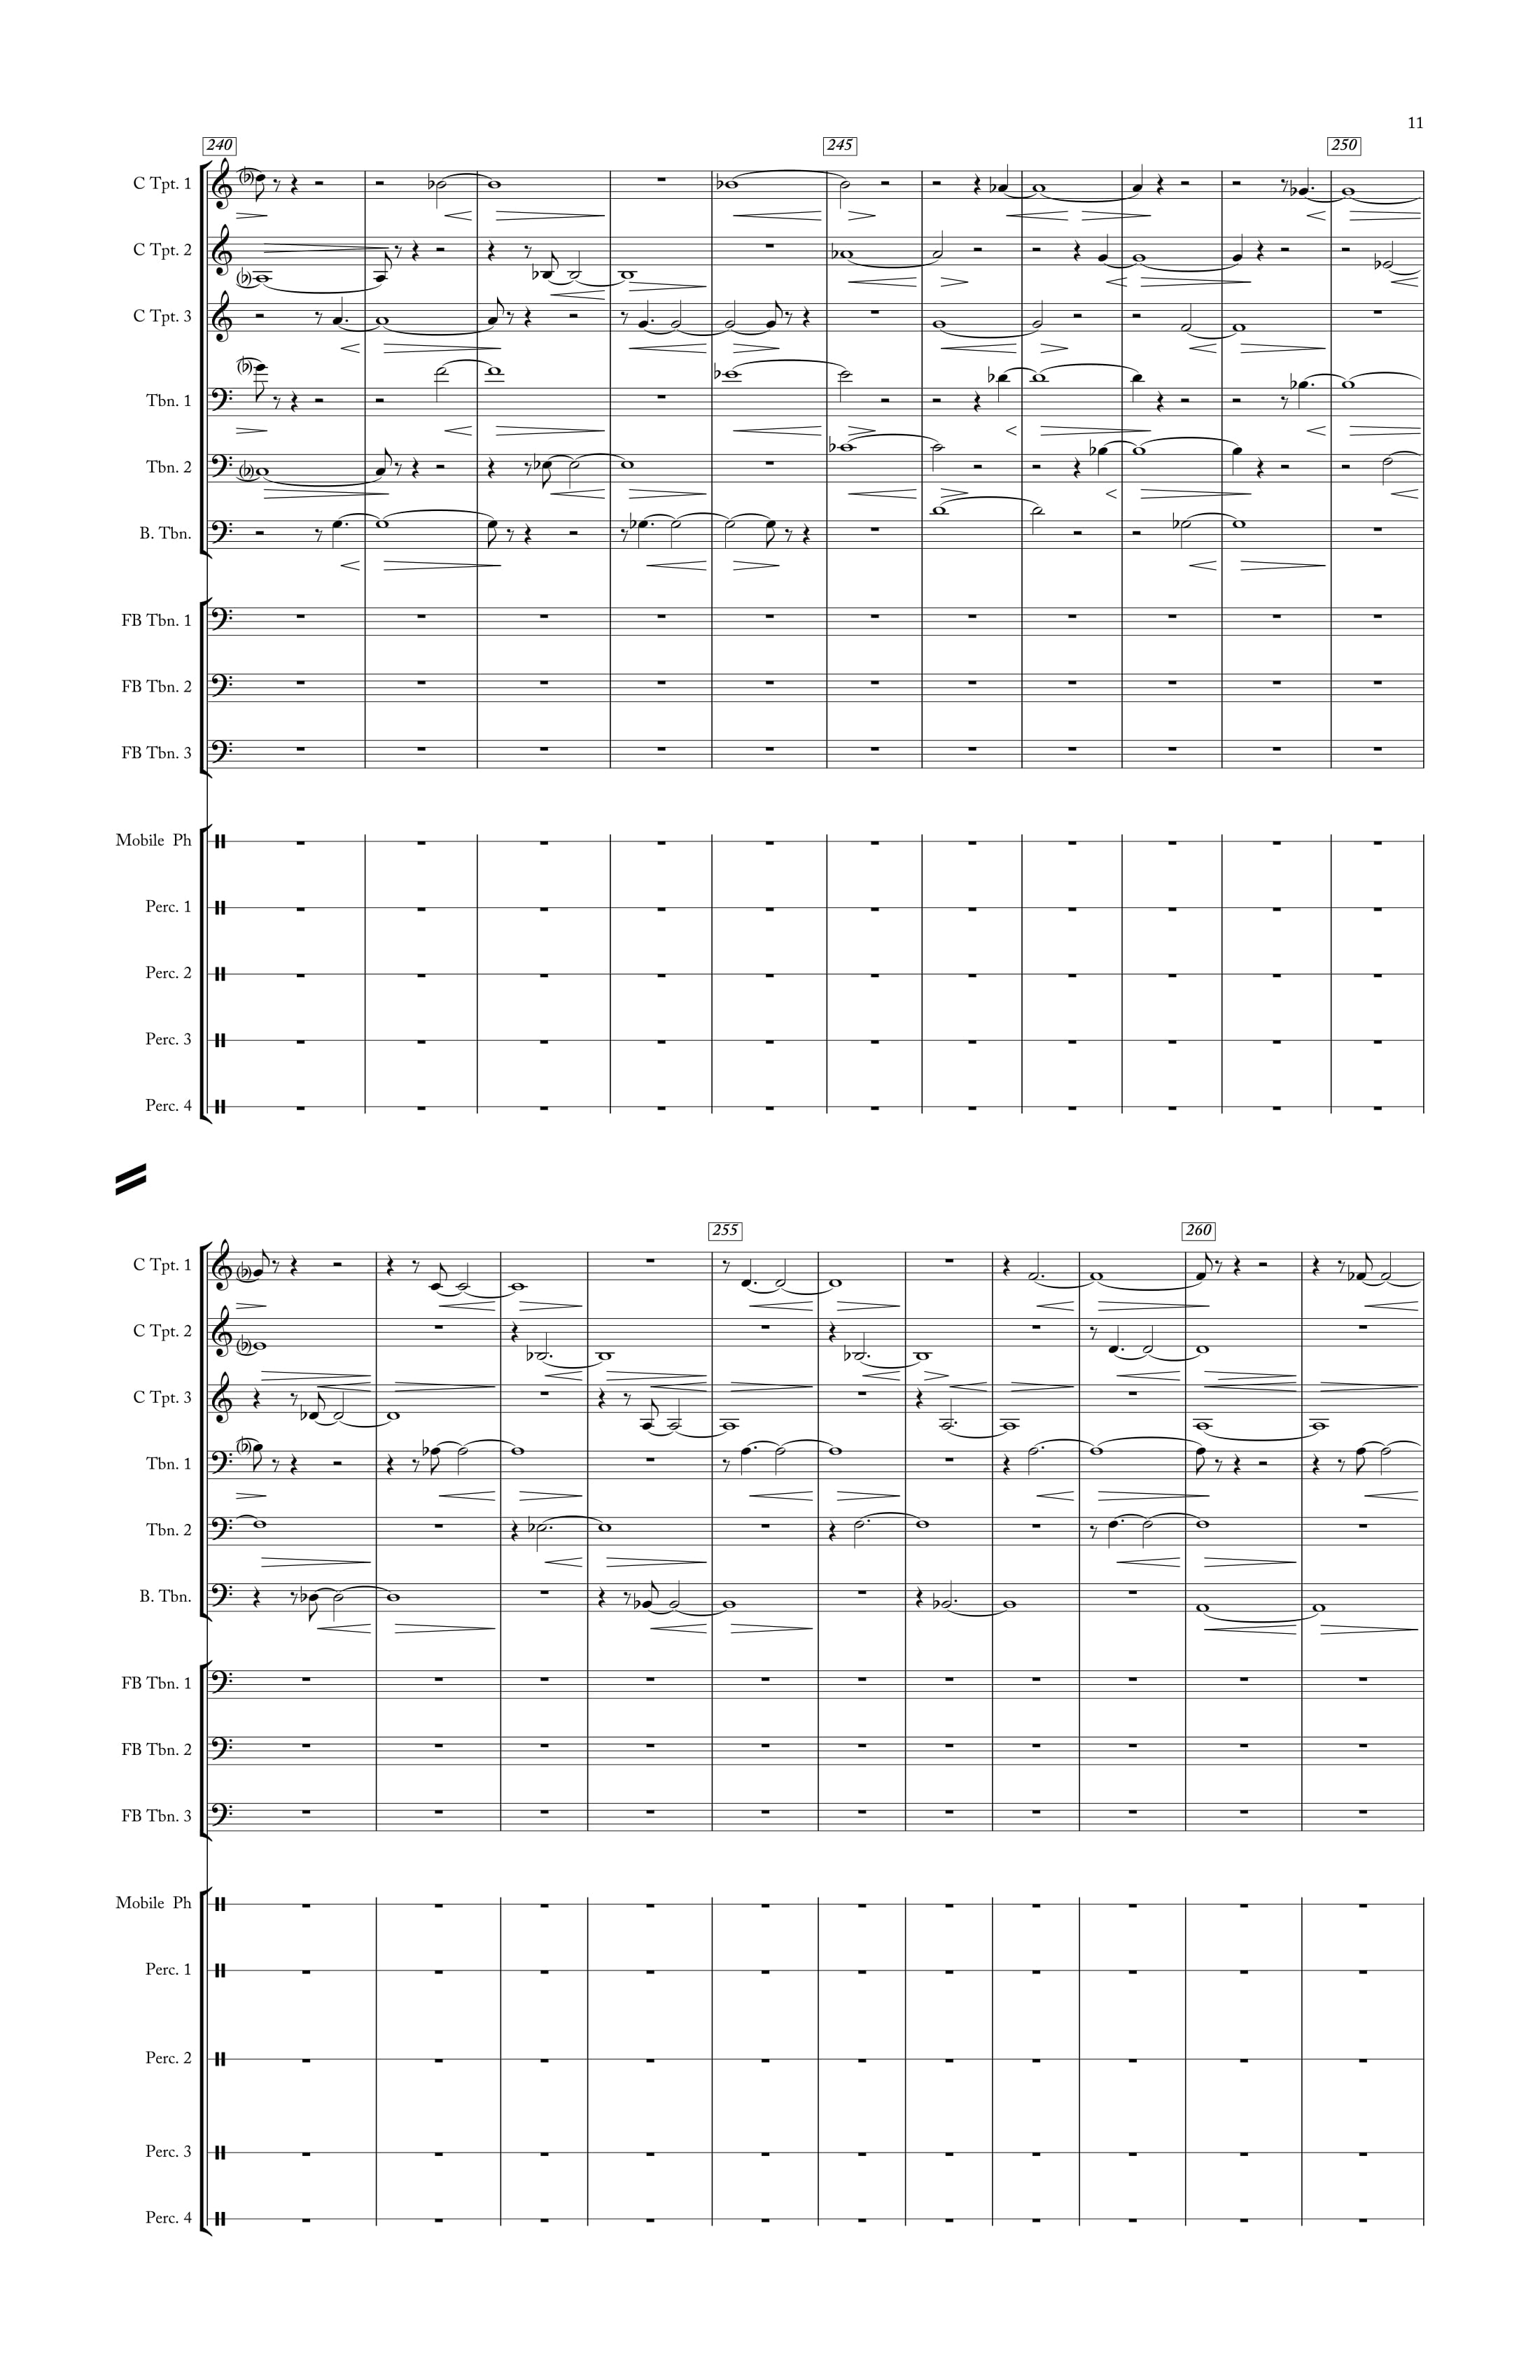 11
240 245 250
C Tpt. 1
C Tpt. 2
C Tpt. 3
Tbn. 1
Tbn. 2
B. Tbn.
FB Tbn. 1
FB Tbn. 2
FB Tbn. 3
Mobile Ph
Perc. 1
Perc. 2
Perc. 3
Perc. 4
255 260
C Tpt. 1
C Tpt. 2
C Tpt. 3
Tbn. 1
Tbn. 2
B. Tbn.
FB Tbn. 1
FB Tbn. 2
FB Tbn. 3
Mobile Ph
Perc. 1
Perc. 2
Perc. 3
Perc. 4